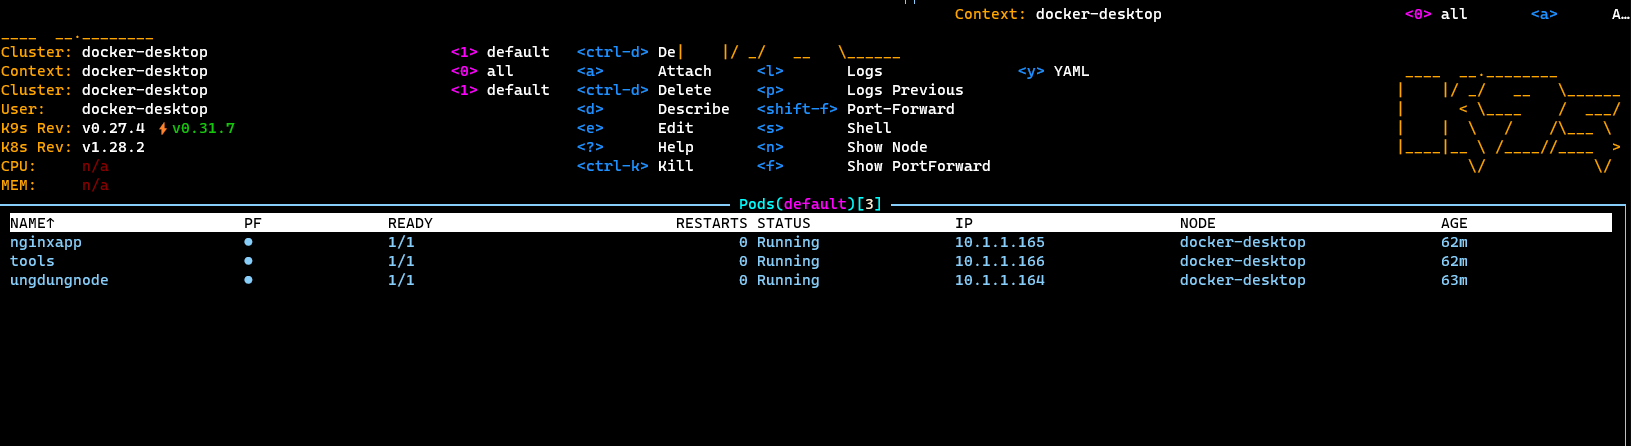 Context: docker-desktop <0> all <a> A…
____  __.________
Cluster: docker-desktop <1> default <ctrl-d> De|    |/ _/   __   \______
Context: docker-desktop <0> all <a> Attach <l> Logs <y> YAML ____  __.________
Cluster: docker-desktop <1> default <ctrl-d> Delete <p> Logs Previous |    |/ _/   __   \______
User: docker-desktop <d> Describe <shift-f> Port-Forward |      < \____    /  ___/
K9s Rev: v0.27.4 ⚡v0.31.7 <e> Edit <s> Shell |    |  \   /    /\___ \
K8s Rev: v1.28.2 <?> Help <n> Show Node |____|__ \ /____//____  >
CPU: n/a <ctrl-k> Kill <f> Show PortForward \/            \/
MEM: n/a
Pods(default)[3]
NAME↑ PF READY RESTARTS STATUS IP NODE AGE
nginxapp ● 1/1 0 Running 10.1.1.165 docker-desktop 62m
tools ● 1/1 0 Running 10.1.1.166 docker-desktop 62m
ungdungnode ● 1/1 0 Running 10.1.1.164 docker-desktop 63m